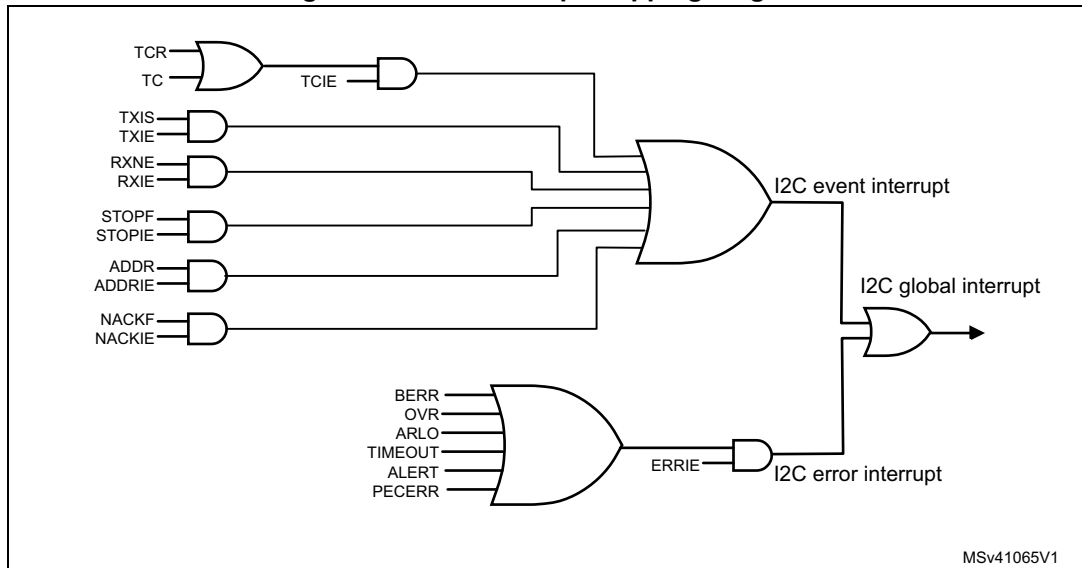 TCR
TC
TCIE
TXIS
TXIE
RXNE
RXIE
STOPF
STOPIE
ADDR
ADDRIE
NACKF
NACKIE
I2C event interrupt
I2C global interrupt
BERR
OVR
ARLO
TIMEOUT
ALERT
PECERR
ERRIE
I2C error interrupt
MSv41065V1